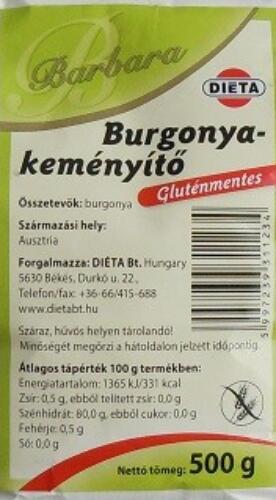 Barbara
DIETA
Burgonya-
keményítő
Gluténmentes
Összetevők: burgonya
Származási hely:
Ausztria
Forgalmazza: DIÉTA Bt. Hungary
5630 Békés, Durkó u. 22.,
Telefon/fax: +36-66/415-688
www.dietabt.hu
Száraz, hűvös helyen tárolandó!
Minőségét megőrzi a hátoldalon jelzett időpontig.
Átlagos tápérték 100 g termékben:
Energiatartalom: 1365 kJ/331 kcal
Zsír: 0,5 g, ebből telített zsír: 0,0 g
Szénhidrát: 80,0 g, ebből cukor: 0,0 g
Fehérje: 0,5 g
Só: 0,0 g
Nettó tömeg: 500 g
5 997239 311234